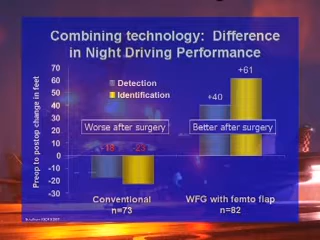 Combining technology: Difference
in Night Driving Performance
Preop to postop change in feet
70
60
50
40
30
20
10
0
-10
-20
-30
Detection
Identification
Worse after surgery
Better after surgery
-18
-23
+40
+61
Conventional
n=73
WFG with femto flap
n=82